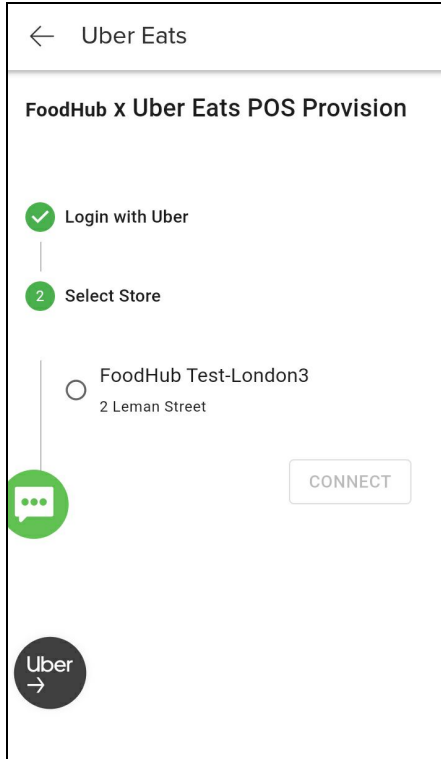 Uber Eats
FoodHub x Uber Eats POS Provision
Login with Uber
2 Select Store
FoodHub Test-London3
2 Leman Street
CONNECT
Uber